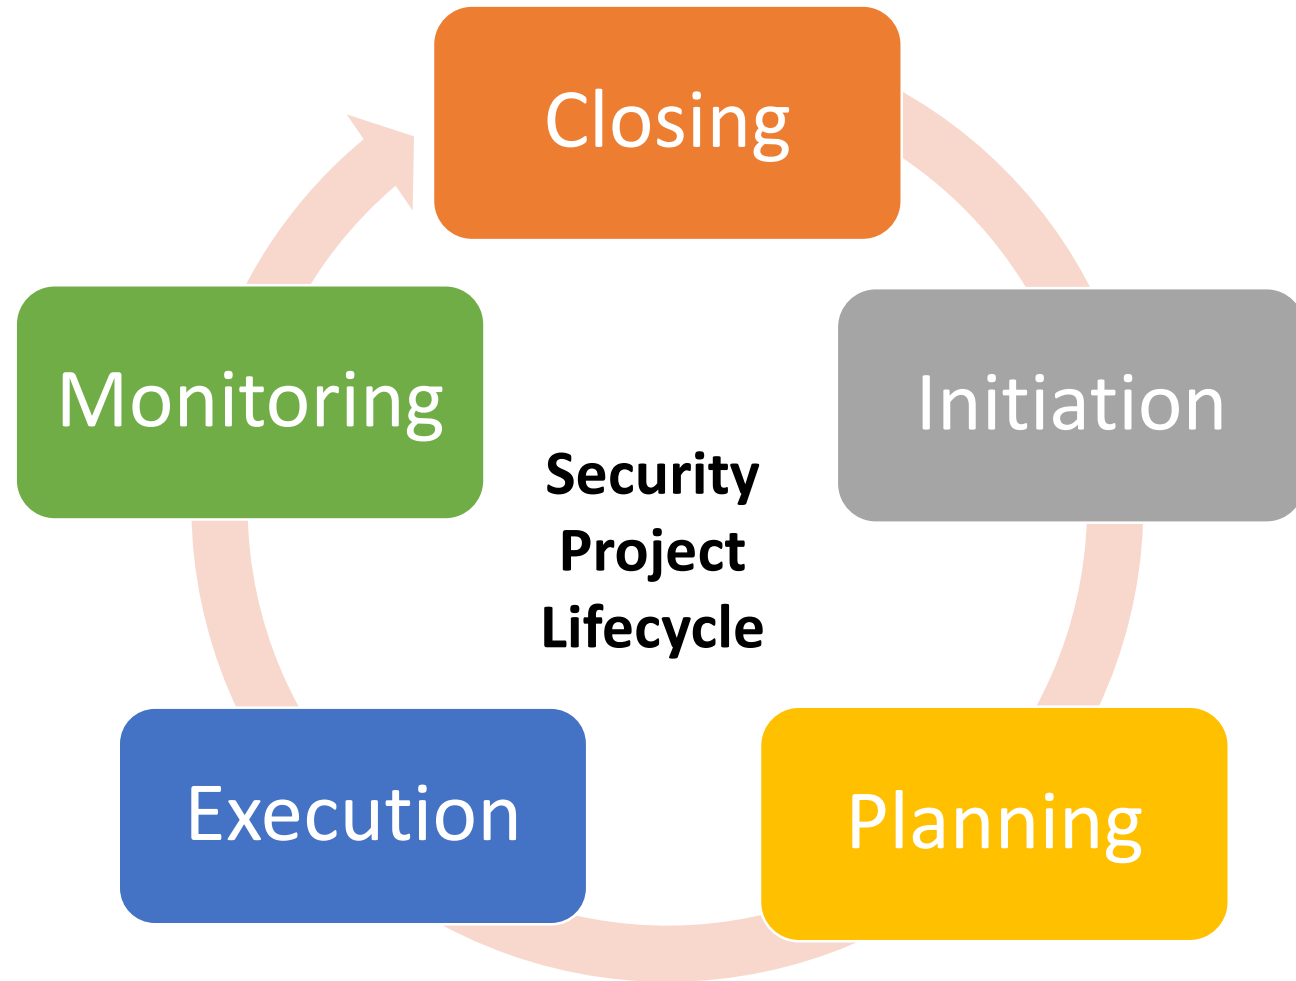 Closing
Monitoring
Initiation
Security
Project
Lifecycle
Execution
Planning